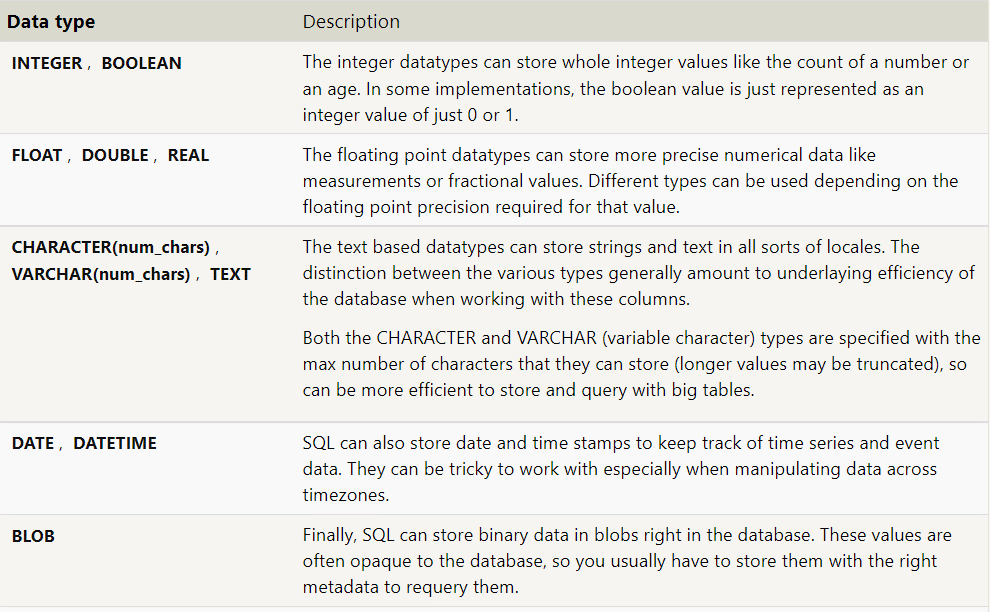 Data type Description
INTEGER , BOOLEAN The integer datatypes can store whole integer values like the count of a number or
an age. In some implementations, the boolean value is just represented as an
integer value of just 0 or 1.
FLOAT , DOUBLE , REAL The floating point datatypes can store more precise numerical data like
measurements or fractional values. Different types can be used depending on the
floating point precision required for that value.
CHARACTER(num_chars) , The text based datatypes can store strings and text in all sorts of locales. The
VARCHAR(num_chars) , TEXT distinction between the various types generally amount to underlaying efficiency of
the database when working with these columns.
Both the CHARACTER and VARCHAR (variable character) types are specified with the
max number of characters that they can store (longer values may be truncated), so
can be more efficient to store and query with big tables.
DATE , DATETIME SQL can also store date and time stamps to keep track of time series and event
data. They can be tricky to work with especially when manipulating data across
timezones.
BLOB Finally, SQL can store binary data in blobs right in the database. These values are
often opaque to the database, so you usually have to store them with the right
metadata to requery them.